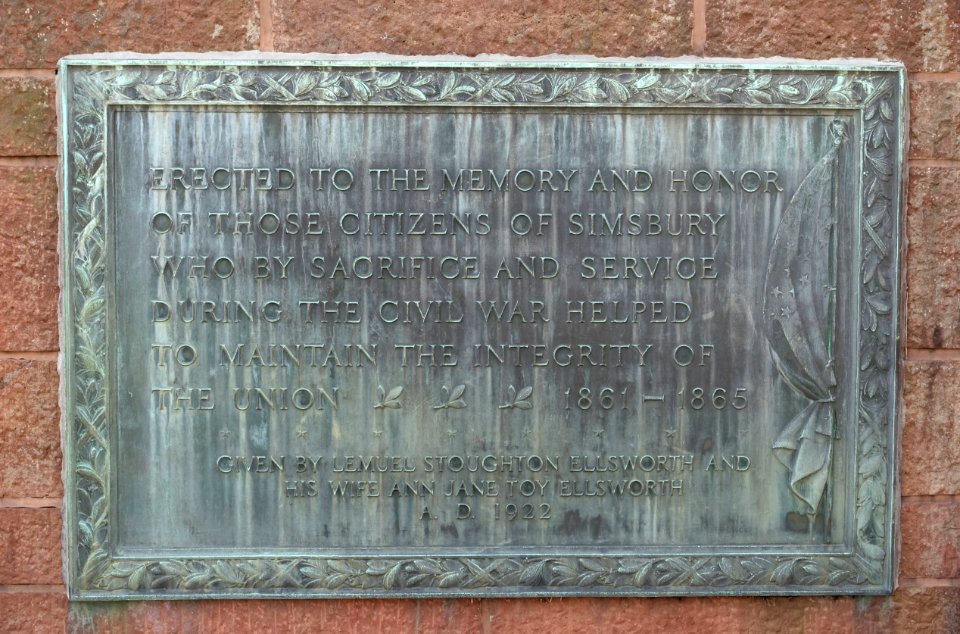 ERECTED TO THE MEMORY AND HONOR
OF THOSE CITIZENS OF SIMSBURY
WHO BY SACRIFICE AND SERVICE
DURING THE CIVIL WAR HELPED
TO MAINTAIN THE INTEGRITY OF
THE UNION 1861 - 1865
GIVEN BY LEMUEL STOUGHTON ELLSWORTH AND
HIS WIFE ANN JANE TOY ELLSWORTH
A. D. 1922